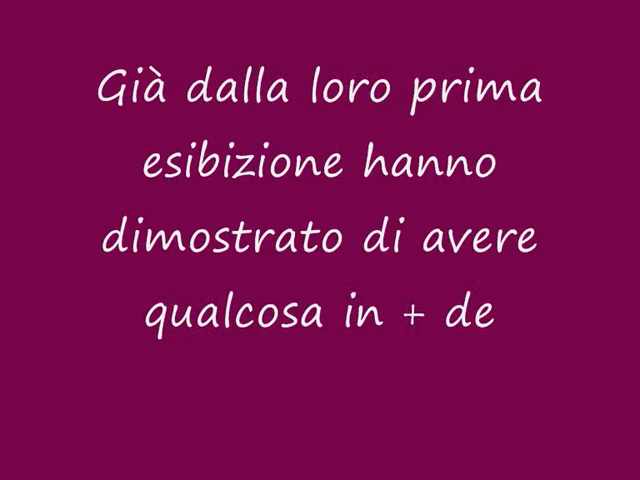 Già dalla loro prima
esibizione hanno
dimostrato di avere
qualcosa in + de